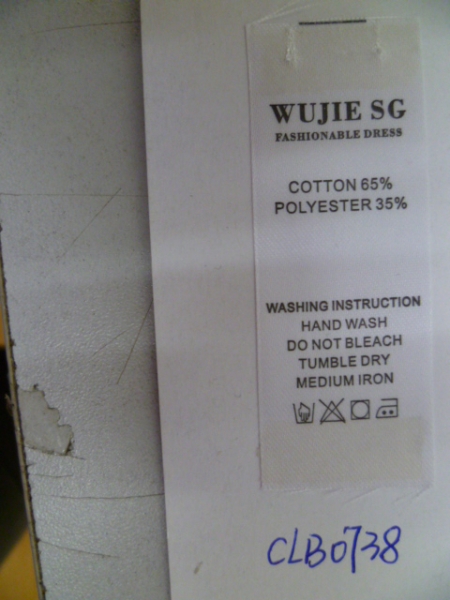 WUJIE SG
FASHIONABLE DRESS
COTTON 65%
POLYESTER 35%
WASHING INSTRUCTION
HAND WASH
DO NOT BLEACH
TUMBLE DRY
MEDIUM IRON
CLB0738